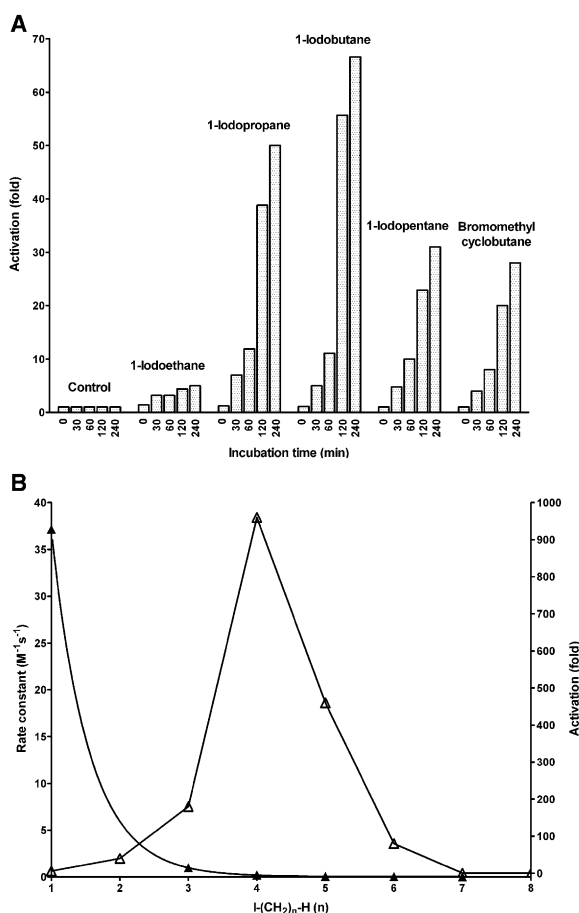 A
70
60
50
40
30
20
10
0
Activation (fold)
Control
1-Iodoethane
1-Iodopropane
1-Iodobutane
1-Iodopentane
Bromomethyl
cyclobutane
0 30 60 120 240 0 30 60 120 240 0 30 60 120 240 0 30 60 120 240 0 30 60 120 240 0 30 60 120 240
Incubation time (min)
B
40
35
30
25
20
15
10
5
0
Rate constant (M⁻¹s⁻¹)
1000
900
800
700
600
500
400
300
200
100
0
Activation (fold)
1 2 3 4 5 6 7 8
I-(CH₂)ₙ-H (n)